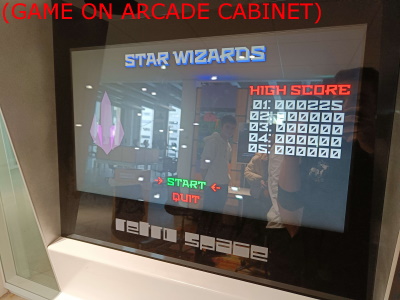 (GAME ON ARCADE CABINET)
STAR WIZARDS
HIGH SCORE
01. 000225
02. 000000
03. 000000
04. 000000
05. 000000
START
QUIT
retro space